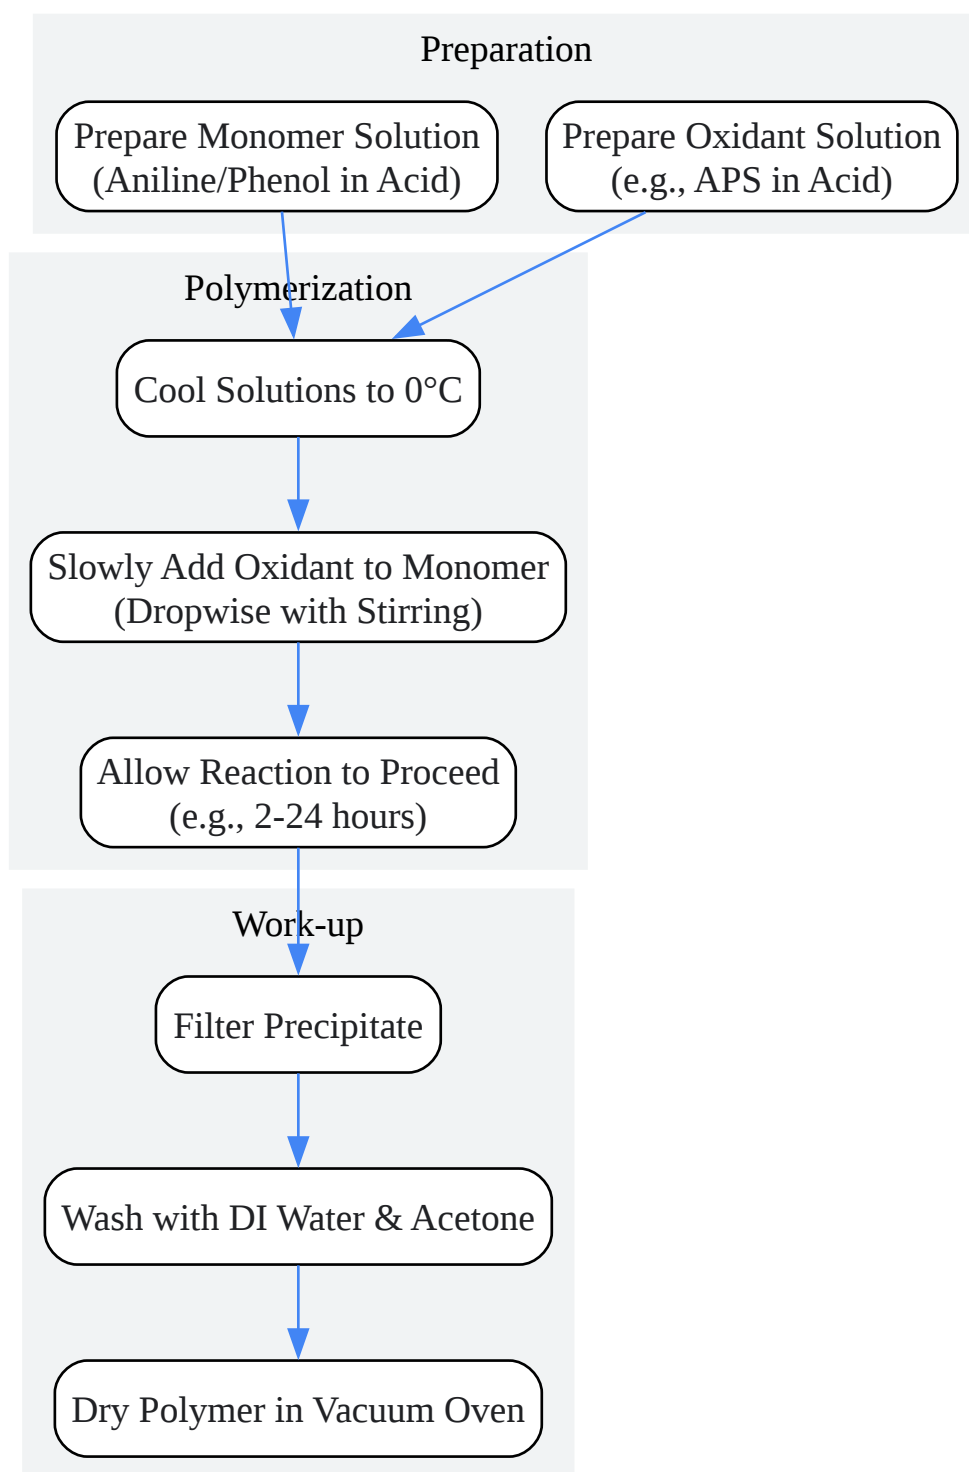 Preparation
Prepare Monomer Solution
(Aniline/Phenol in Acid)
Prepare Oxidant Solution
(e.g., APS in Acid)
Polymerization
Cool Solutions to 0°C
Slowly Add Oxidant to Monomer
(Dropwise with Stirring)
Allow Reaction to Proceed
(e.g., 2-24 hours)
Work-up
Filter Precipitate
Wash with DI Water & Acetone
Dry Polymer in Vacuum Oven